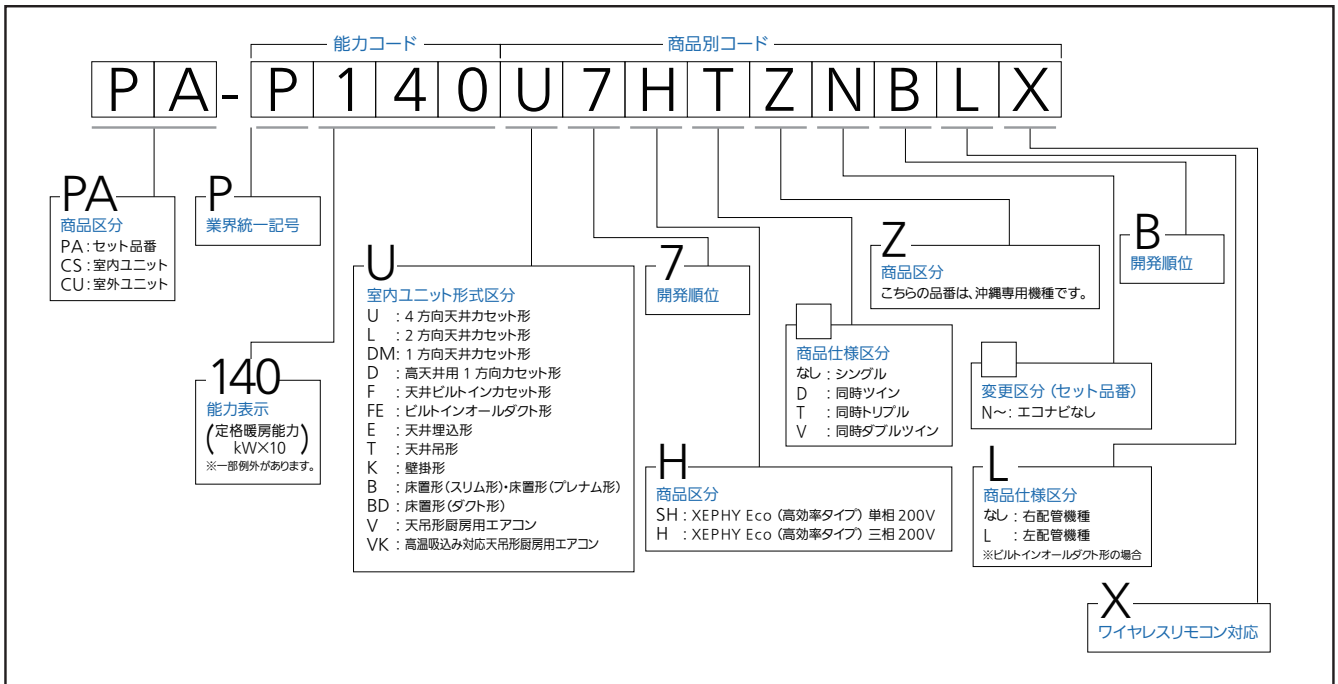 能力コード 商品別コード
PA-P140U7HTZNBLX
PA
商品区分
PA:セット品番
CS:室内ユニット
CU:室外ユニット
P
業界統一記号
140
能力表示
(定格暖房能力
kW×10)
※一部例外があります。
U
室内ユニット形式区分
U :4方向天井カセット形
L :2方向天井カセット形
DM:1方向天井カセット形
D :高天井用1方向カセット形
F :天井ビルトインカセット形
FE :ビルトインオールダクト形
E :天井埋込形
T :天井吊形
K :壁掛形
B :床置形(スリム形)・床置形(プレナム形)
BD :床置形(ダクト形)
V :天吊形厨房用エアコン
VK :高温吸込み対応天吊形厨房用エアコン
7
開発順位
H
商品区分
SH:XEPHY Eco(高効率タイプ)単相200V
H :XEPHY Eco(高効率タイプ)三相200V
商品仕様区分
なし:シングル
D :同時ツイン
T :同時トリプル
V :同時ダブルツイン
Z
商品区分
こちらの品番は、沖縄専用機種です。
変更区分(セット品番)
N~:エコナビなし
B
開発順位
L
商品仕様区分
なし:右配管機種
L :左配管機種
※ビルトインオールダクト形の場合
X
ワイヤレスリモコン対応